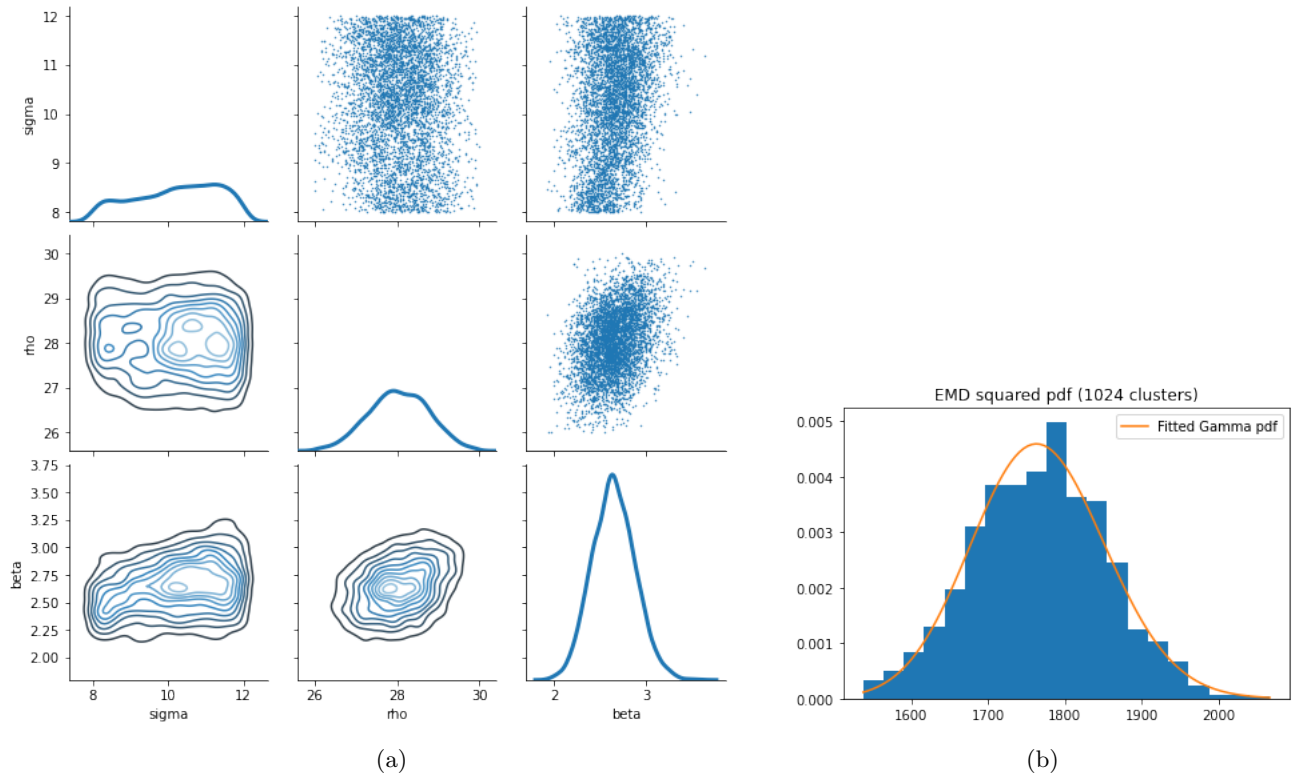 12
11
10
9
8
sigma
30
29
28
27
26
rho
3.75
3.50
3.25
3.00
2.75
2.50
2.25
2.00
beta
8 10 12
26 28 30
2 3
sigma rho beta
(a)
EMD squared pdf (1024 clusters)
Fitted Gamma pdf
0.005
0.004
0.003
0.002
0.001
0.000
1600 1700 1800 1900 2000
(b)